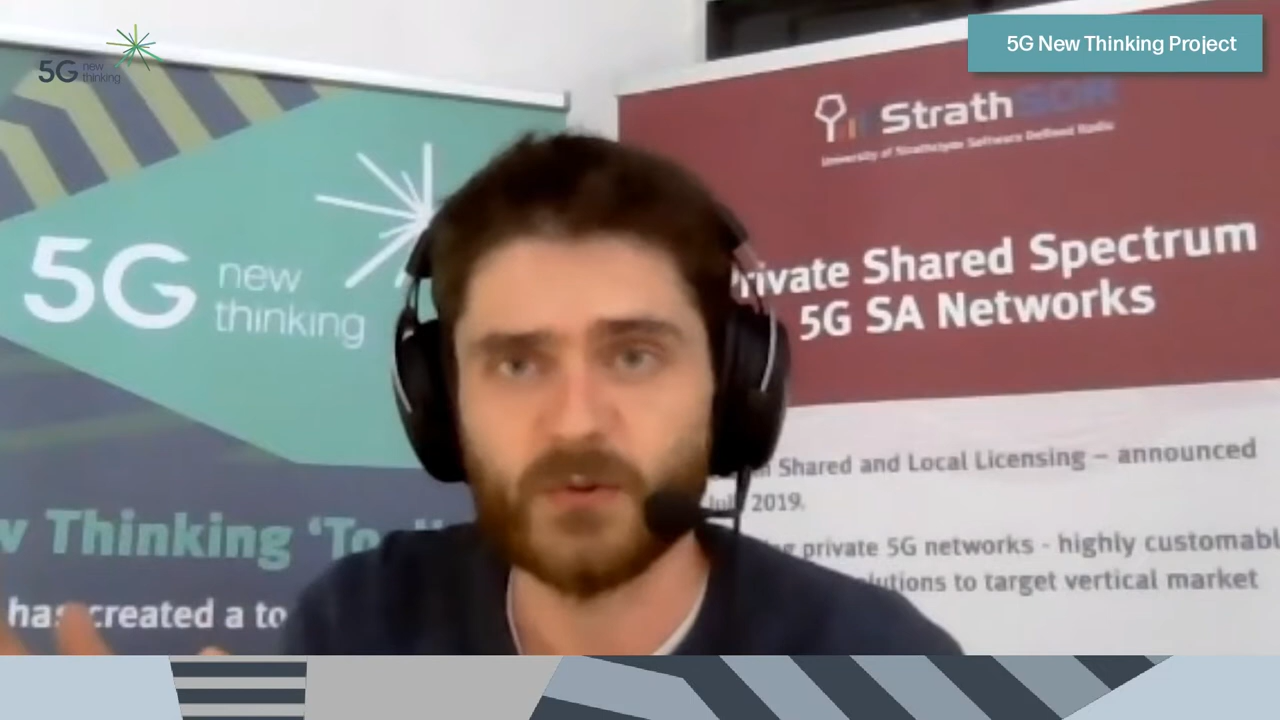 5G New Thinking Project
5G new
thinking
StrathSDR
University of Strathclyde Software Defined Radio
5G new
thinking
Private Shared Spectrum
5G SA Networks
Shared and Local Licensing – announced
July 2019.
Thinking
private 5G networks - highly customabl
has created a to
to target vertical market